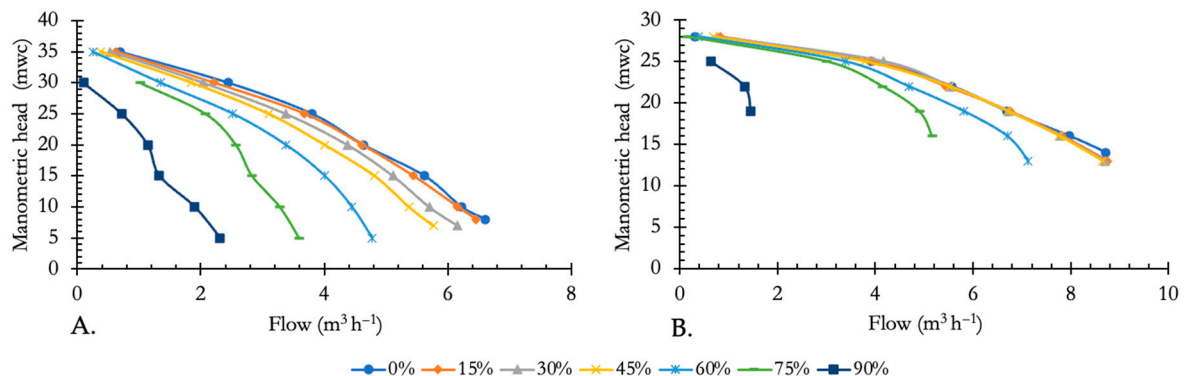 Manometric head (mwc)
40
35
30
25
20
15
10
5
0
0 2 4 6 8
Flow (m³ h⁻¹)
A.
Manometric head (mwc)
30
25
20
15
10
5
0
0 2 4 6 8 10
Flow (m³ h⁻¹)
B.
0% 15% 30% 45% 60% 75% 90%